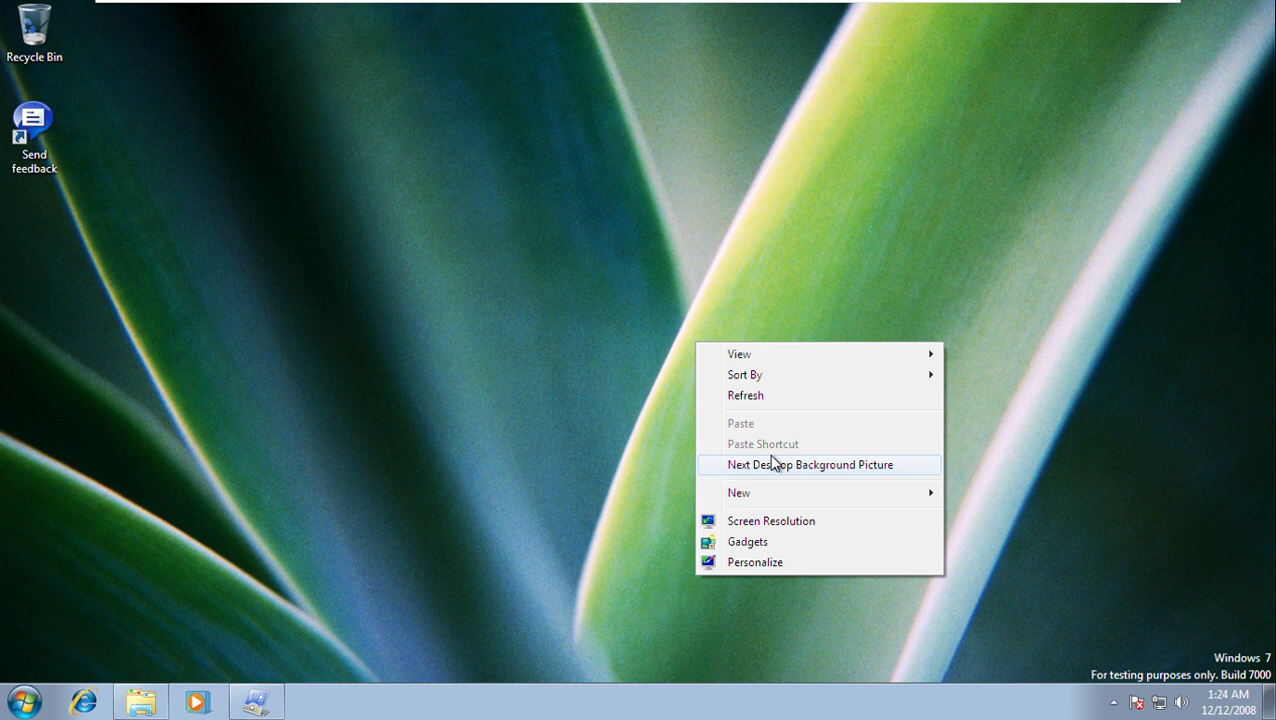 Recycle Bin
Send
feedback
View
Sort By
Refresh
Paste
Paste Shortcut
Next Desktop Background Picture
New
Screen Resolution
Gadgets
Personalize
Windows 7
For testing purposes only. Build 7000
1:24 AM
12/12/2008